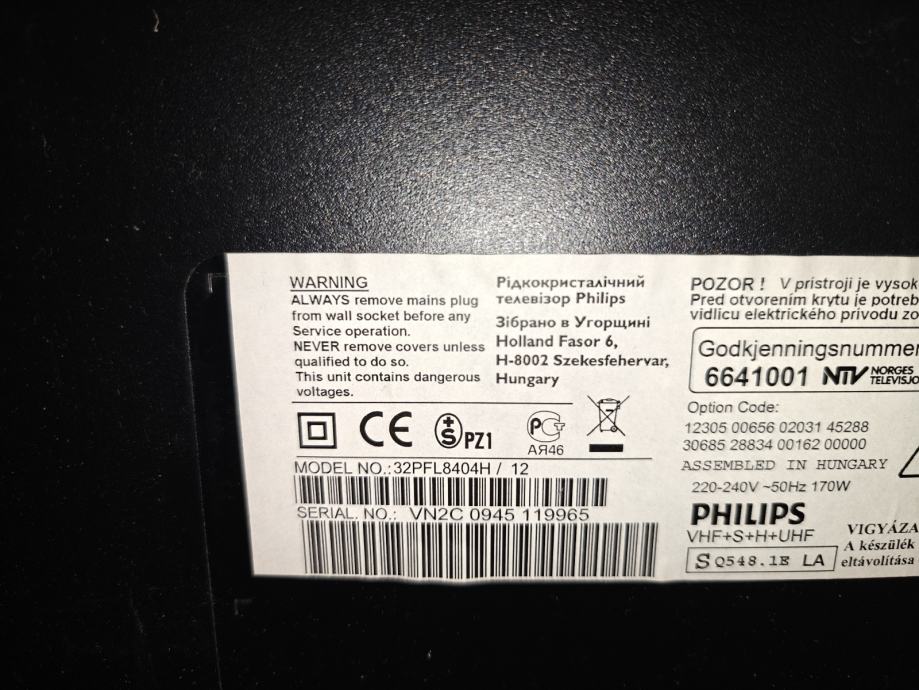 WARNING
ALWAYS remove mains plug
from wall socket before any
Service operation.
NEVER remove covers unless
qualified to do so.
This unit contains dangerous
voltages.
Рідкокристалічний
телевізор Philips
Зібрано в Угорщині
Holland Fasor 6,
H-8002 Szekesfehervar,
Hungary
CE
S PZ1
РСТ
АЯ46
MODEL NO.:32PFL8404H / 12
SERIAL. NO.: VN2C 0945 119965
POZOR ! V prístroji je vysok
Pred otvorením krytu je potreb
vidlicu elektrického prívodu zo
Godkjenningsnummer
6641001 NTV NORGES
TELEVISJO
Option Code:
12305 00656 02031 45288
30685 28834 00162 00000
ASSEMBLED IN HUNGARY
220-240V ~50Hz 170W
PHILIPS
VHF+S+H+UHF
S Q548.1E LA
VIGYÁZA
A készülék
eltávolítása